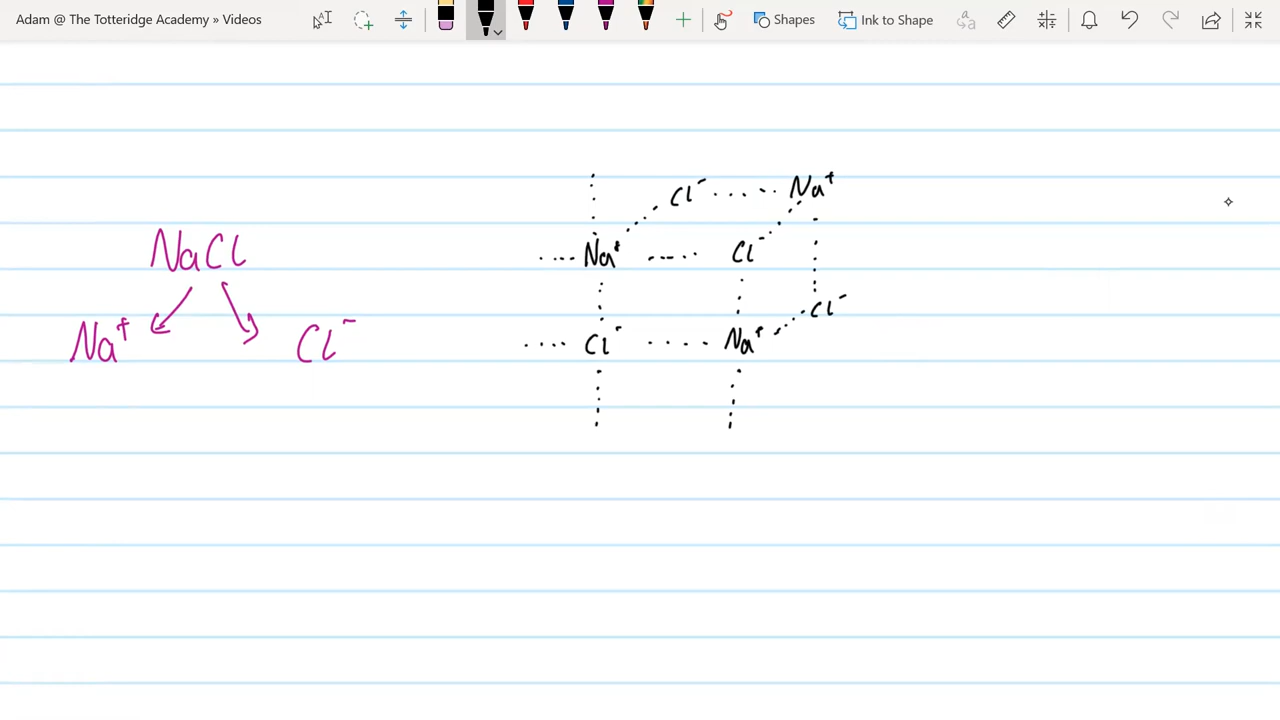 Adam @ The Totteridge Academy » Videos
Shapes
Ink to Shape
Cl⁻ Na⁺
NaCl Na⁺ Cl⁻
Cl⁻
Na⁺ Cl⁻ Cl⁻ Na⁺